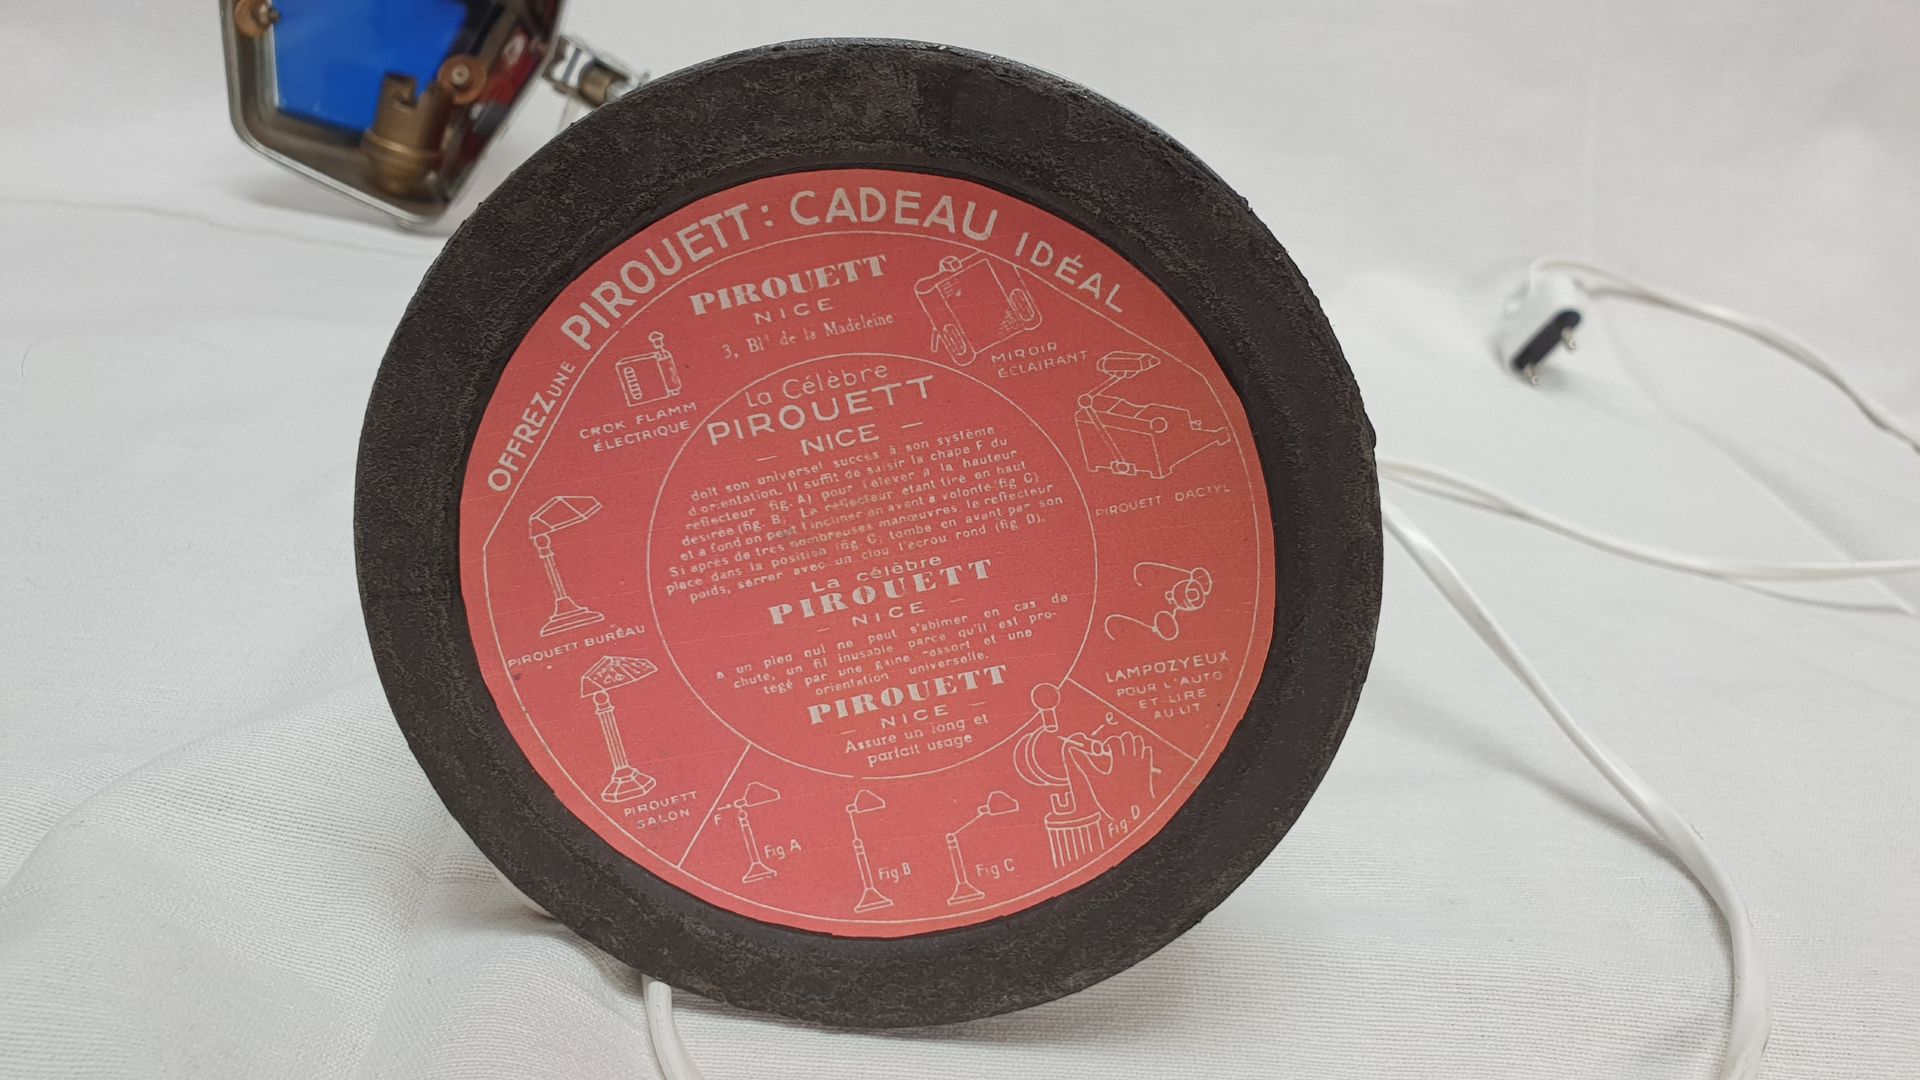 OFFREZ UNE PIROUETT: CADEAU IDÉAL
PIROUETT
NICE
3, Bld de la Madeleine
CROK FLAMM
ÉLECTRIQUE
MIROIR
ÉCLAIRANT
PIROUETT DACTYL
LAMPOZYEUX
POUR L'AUTO
ET LIRE
AU LIT
PIROUETT BUREAU
PIROUETT
SALON
La Célèbre
PIROUETT
— NICE —
doit son universel succès à son système
d'orientation. Il suffit de saisir la chape F du
reflecteur fig. A) pour l'élever à la hauteur
desirée (fig. B). Le réflecteur etant tiré en haut
et a fond on peut l'incliner en avant a volonté (fig C)
Si après de tres nombreuses manœuvres le reflecteur
place dans la position (fig C, tombe en avant par son
poids, serrer avec un clou l'écrou rond (fig D).
La célèbre
PIROUETT
— NICE —
a un pied qui ne peut s'abimer en cas de
chute, un fil inusable parce qu'il est pro-
tegé par une gaine ressort et une
orientation universelle.
PIROUETT
— NICE —
Assure un long et
parfait usage
F
Fig A
Fig B
Fig C
e
Fig D